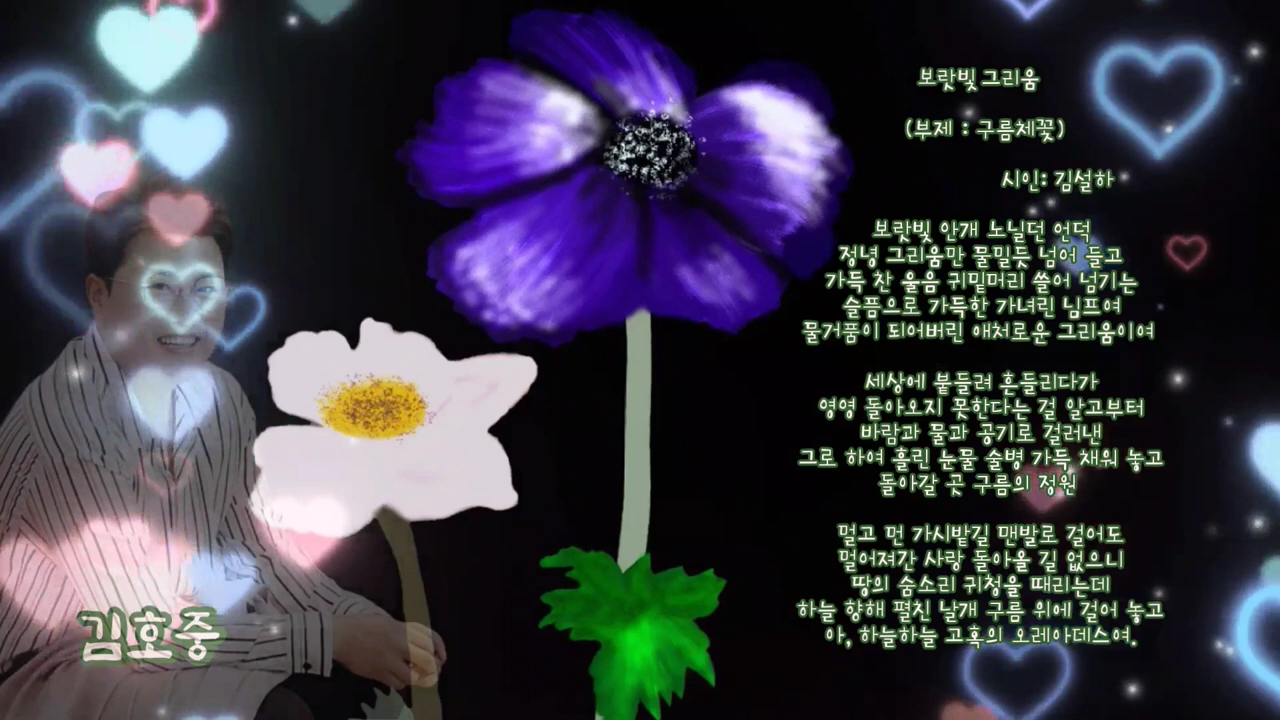 보랏빛 그리움
(부제 : 구름체꽃)
시인: 김설하
보랏빛 안개 노닐던 언덕
정녕 그리움만 물밀듯 넘어 들고
가득 찬 울음 귀밑머리 쓸어 넘기는
슬픔으로 가득한 가녀린 님프여
물거품이 되어버린 애처로운 그리움이여
세상에 붙들려 흔들리다가
영영 돌아오지 못한다는 걸 알고부터
바람과 물과 공기로 걸러낸
그로 하여 흘린 눈물 술병 가득 채워 놓고
돌아갈 곳 구름의 정원
멀고 먼 가시밭길 맨발로 걸어도
멀어져간 사랑 돌아올 길 없으니
땅의 숨소리 귀청을 때리는데
하늘 향해 펼친 날개 구름 위에 걸어 놓고
아, 하늘하늘 고혹의 오레아데스여.
김호중